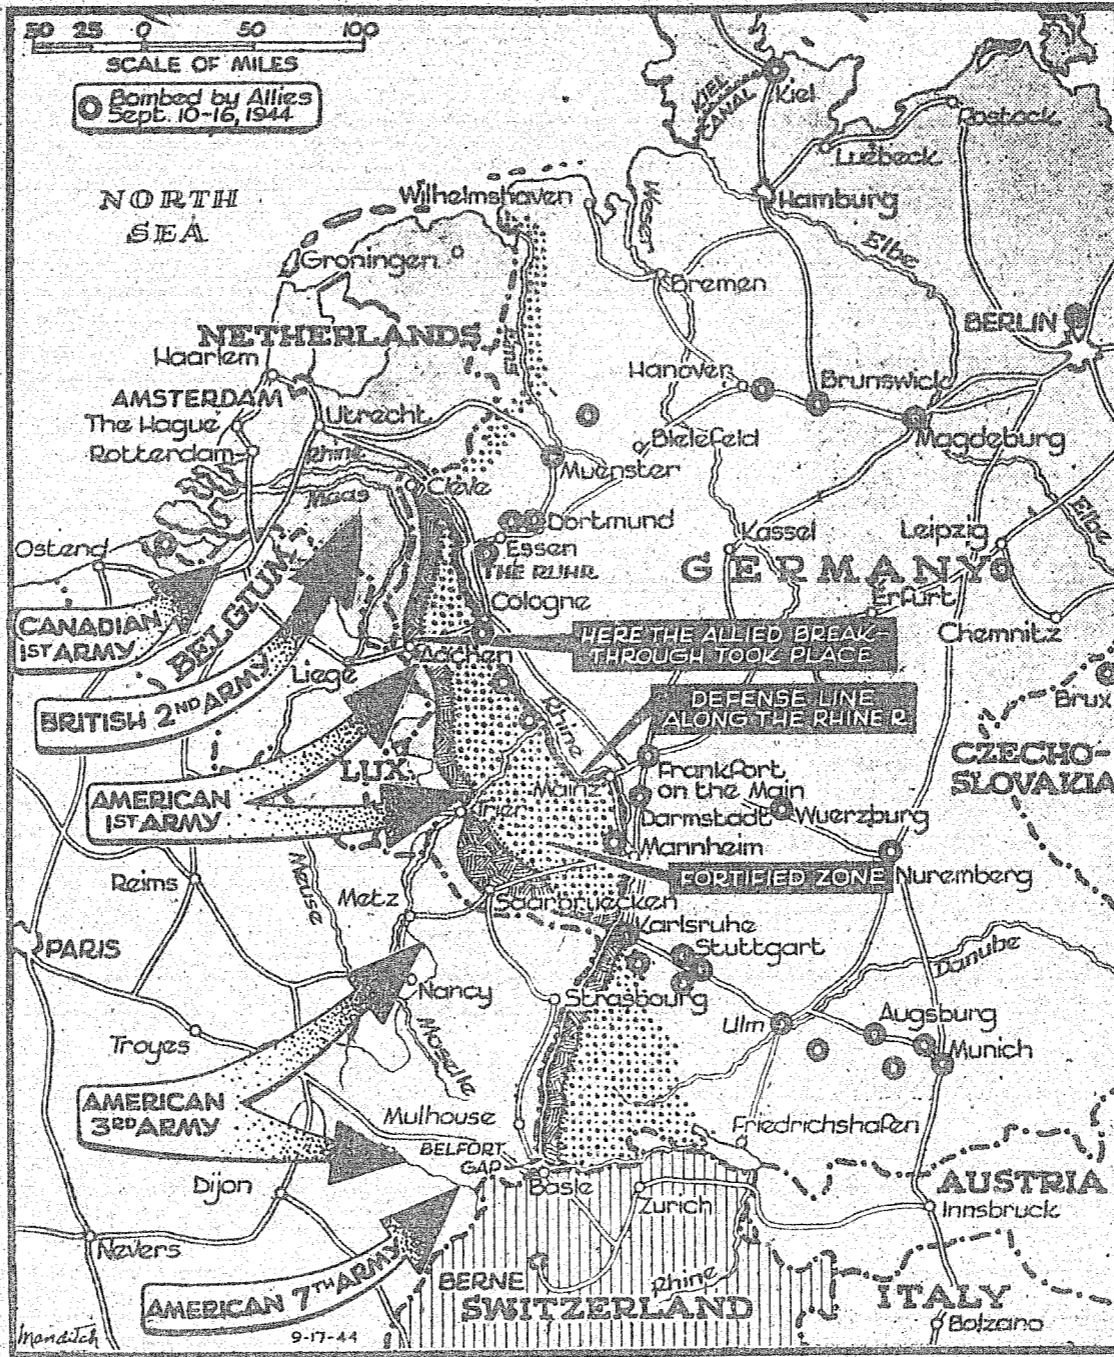 50 25 0 50 100
SCALE OF MILES
Bombed by Allies
Sept. 10-16, 1944
KIEL
CANAL
Kiel
Rostock
Luebeck
NORTH
SEA
Wilhelmshaven
Weser
Hamburg
Elbe
Groningen
Bremen
NETHERLANDS
Ems
BERLIN
Haarlem
Hanover
Brunswick
AMSTERDAM
The Hague
Utrecht
Rotterdam
Rhine
Bielefeld
Magdeburg
Muenster
Maas
Cleve
Dortmund
Kassel
Leipzig
Elbe
Ostend
Essen
THE RUHR
GERMANY
BELGIUM
Cologne
Erfurt
CANADIAN
1ST ARMY
HERE THE ALLIED BREAK-
THROUGH TOOK PLACE
Chemnitz
Liege
Aachen
BRITISH 2ND ARMY
DEFENSE LINE
ALONG THE RHINE R.
Rhine
Brux
LUX.
CZECHO-
SLOVAKIA
Frankfort
on the Main
Mainz
AMERICAN
1ST ARMY
Trier
Darmstadt
Wuerzburg
Mannheim
Meuse
Reims
FORTIFIED ZONE
Nuremberg
Metz
Saarbruecken
Karlsruhe
PARIS
Stuttgart
Danube
Nancy
Strasbourg
Ulm
Augsburg
Troyes
Moselle
Munich
AMERICAN
3RD ARMY
Mulhouse
Friedrichshafen
BELFORT
GAP
Basle
Dijon
Zurich
AUSTRIA
Innsbruck
Nevers
AMERICAN 7TH ARMY
BERNE
Rhine
SWITZERLAND
ITALY
Bolzano
Manditch
9-17-44